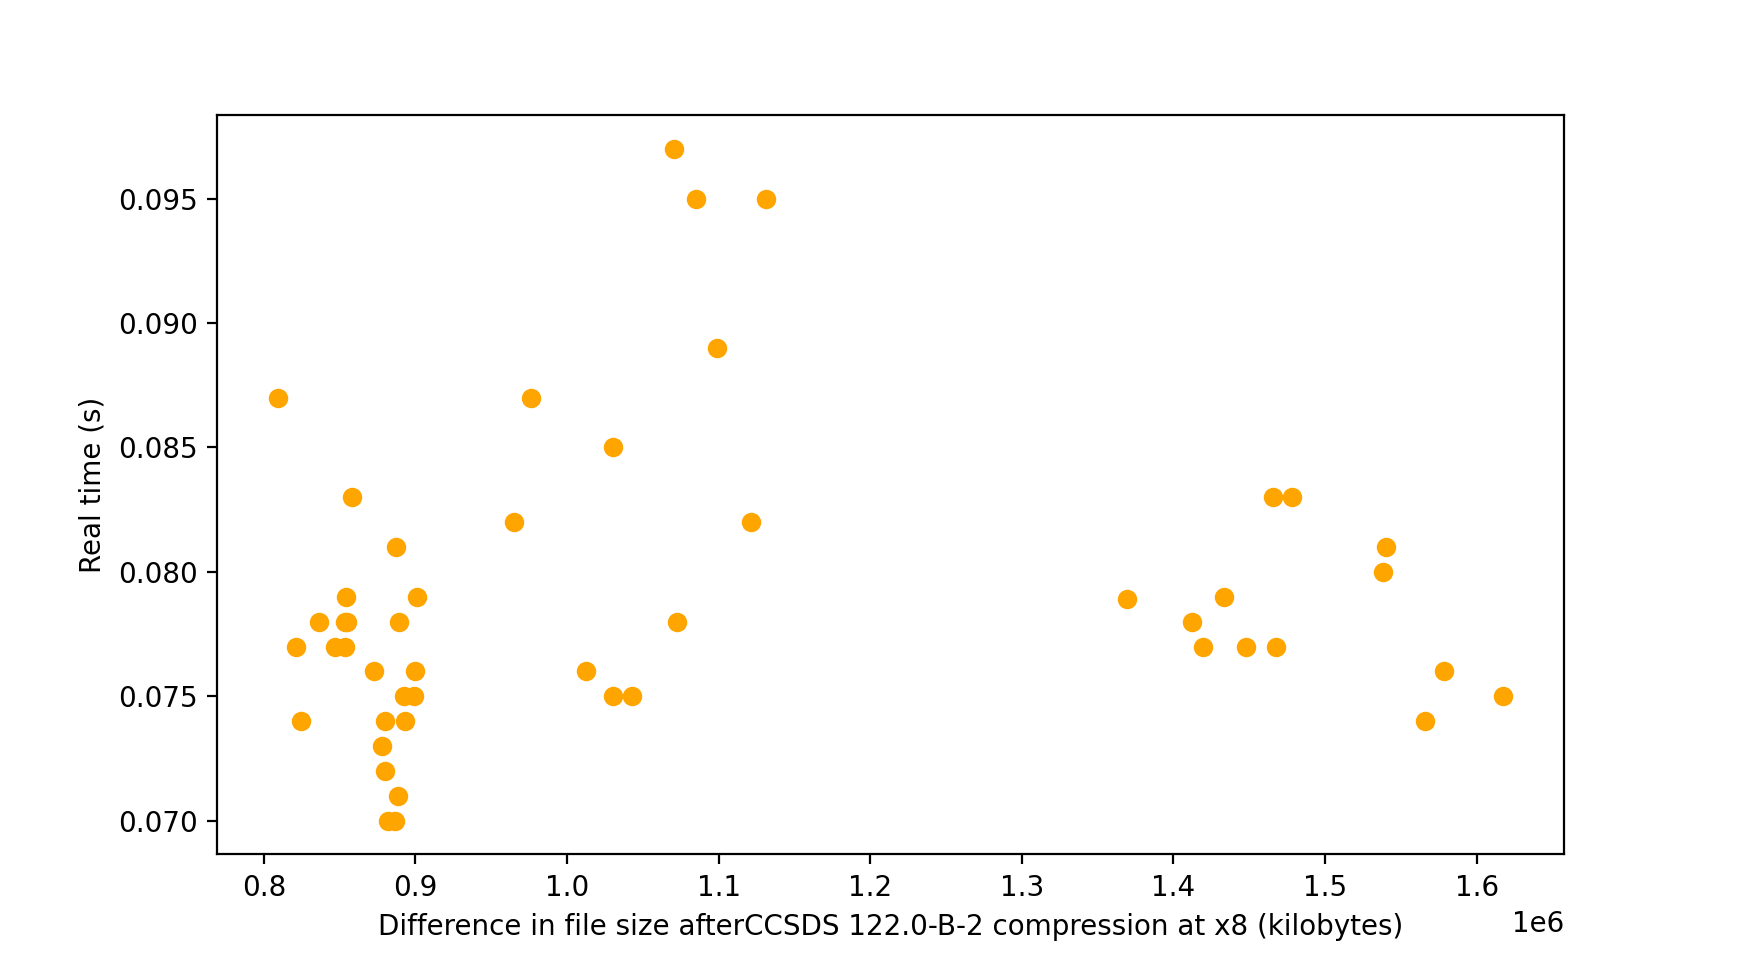 0.095
0.090
0.085
0.080
0.075
0.070
Real time (s)
0.8 0.9 1.0 1.1 1.2 1.3 1.4 1.5 1.6
Difference in file size afterCCSDS 122.0-B-2 compression at x8 (kilobytes)
1e6